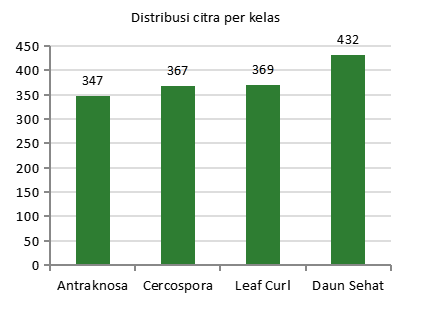 Distribusi citra per kelas
450
400
350
300
250
200
150
100
50
0
347
367
369
432
Antraknosa
Cercospora
Leaf Curl
Daun Sehat